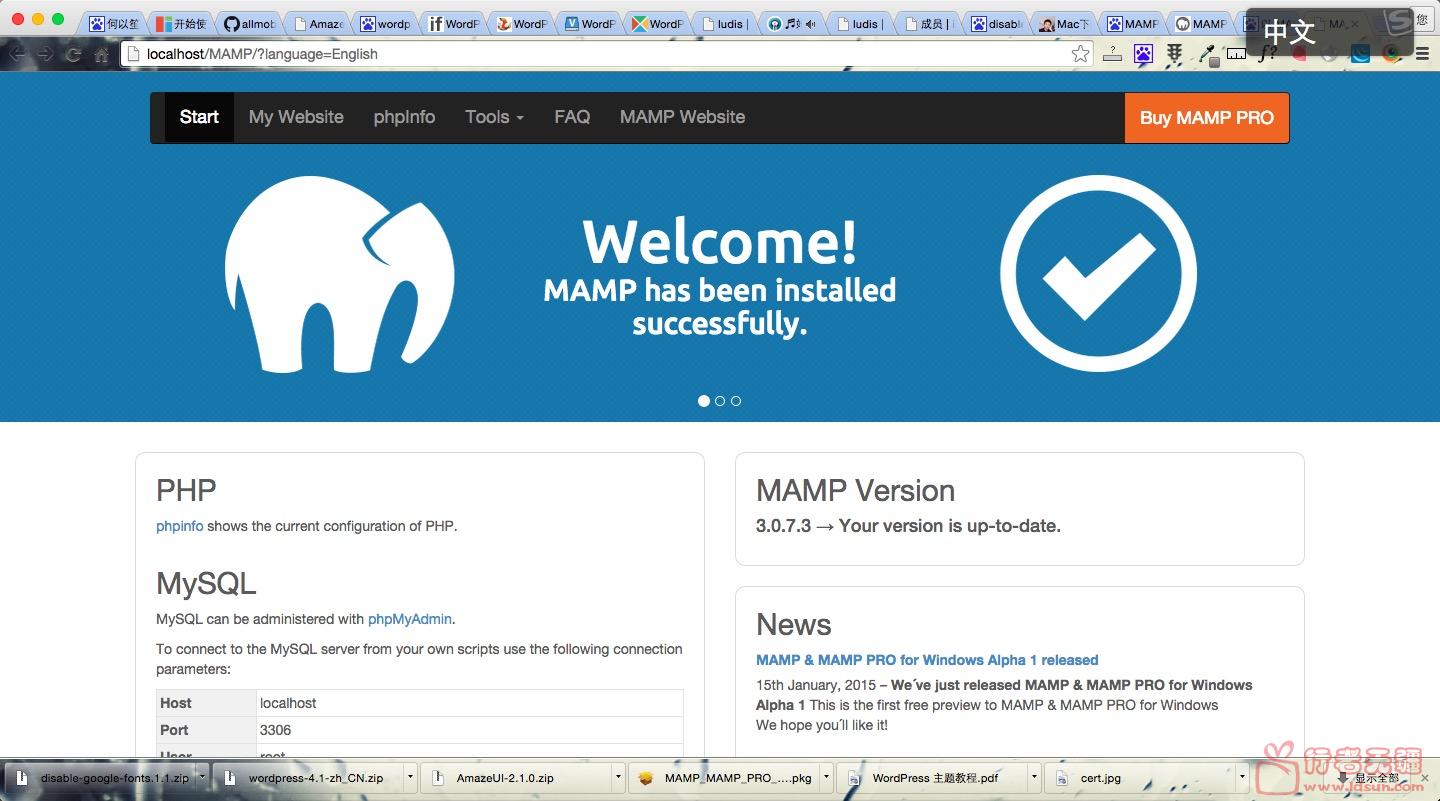 何以笙
开始使
allmob
Amaze
wordp
WordP
WordP
WordP
WordP
ludis |
ludis |
成员 |
disable
Mac下
MAMP
MAMP
MA
您
中文
localhost/MAMP/?language=English
Start My Website phpInfo Tools FAQ MAMP Website Buy MAMP PRO
Welcome!
MAMP has been installed
successfully.
PHP
phpinfo shows the current configuration of PHP.
MySQL
MySQL can be administered with phpMyAdmin.
To connect to the MySQL server from your own scripts use the following connection
parameters:
Host localhost
Port 3306
User root
MAMP Version
3.0.7.3 → Your version is up-to-date.
News
MAMP & MAMP PRO for Windows Alpha 1 released
15th January, 2015 – We´ve just released MAMP & MAMP PRO for Windows
Alpha 1 This is the first free preview to MAMP & MAMP PRO for Windows
We hope you´ll like it!
disable-google-fonts.1.1.zip wordpress-4.1-zh_CN.zip AmazeUI-2.1.0.zip MAMP_MAMP_PRO_....pkg WordPress 主题教程.pdf cert.jpg 显示全部
行者天疆
www.ldsun.com